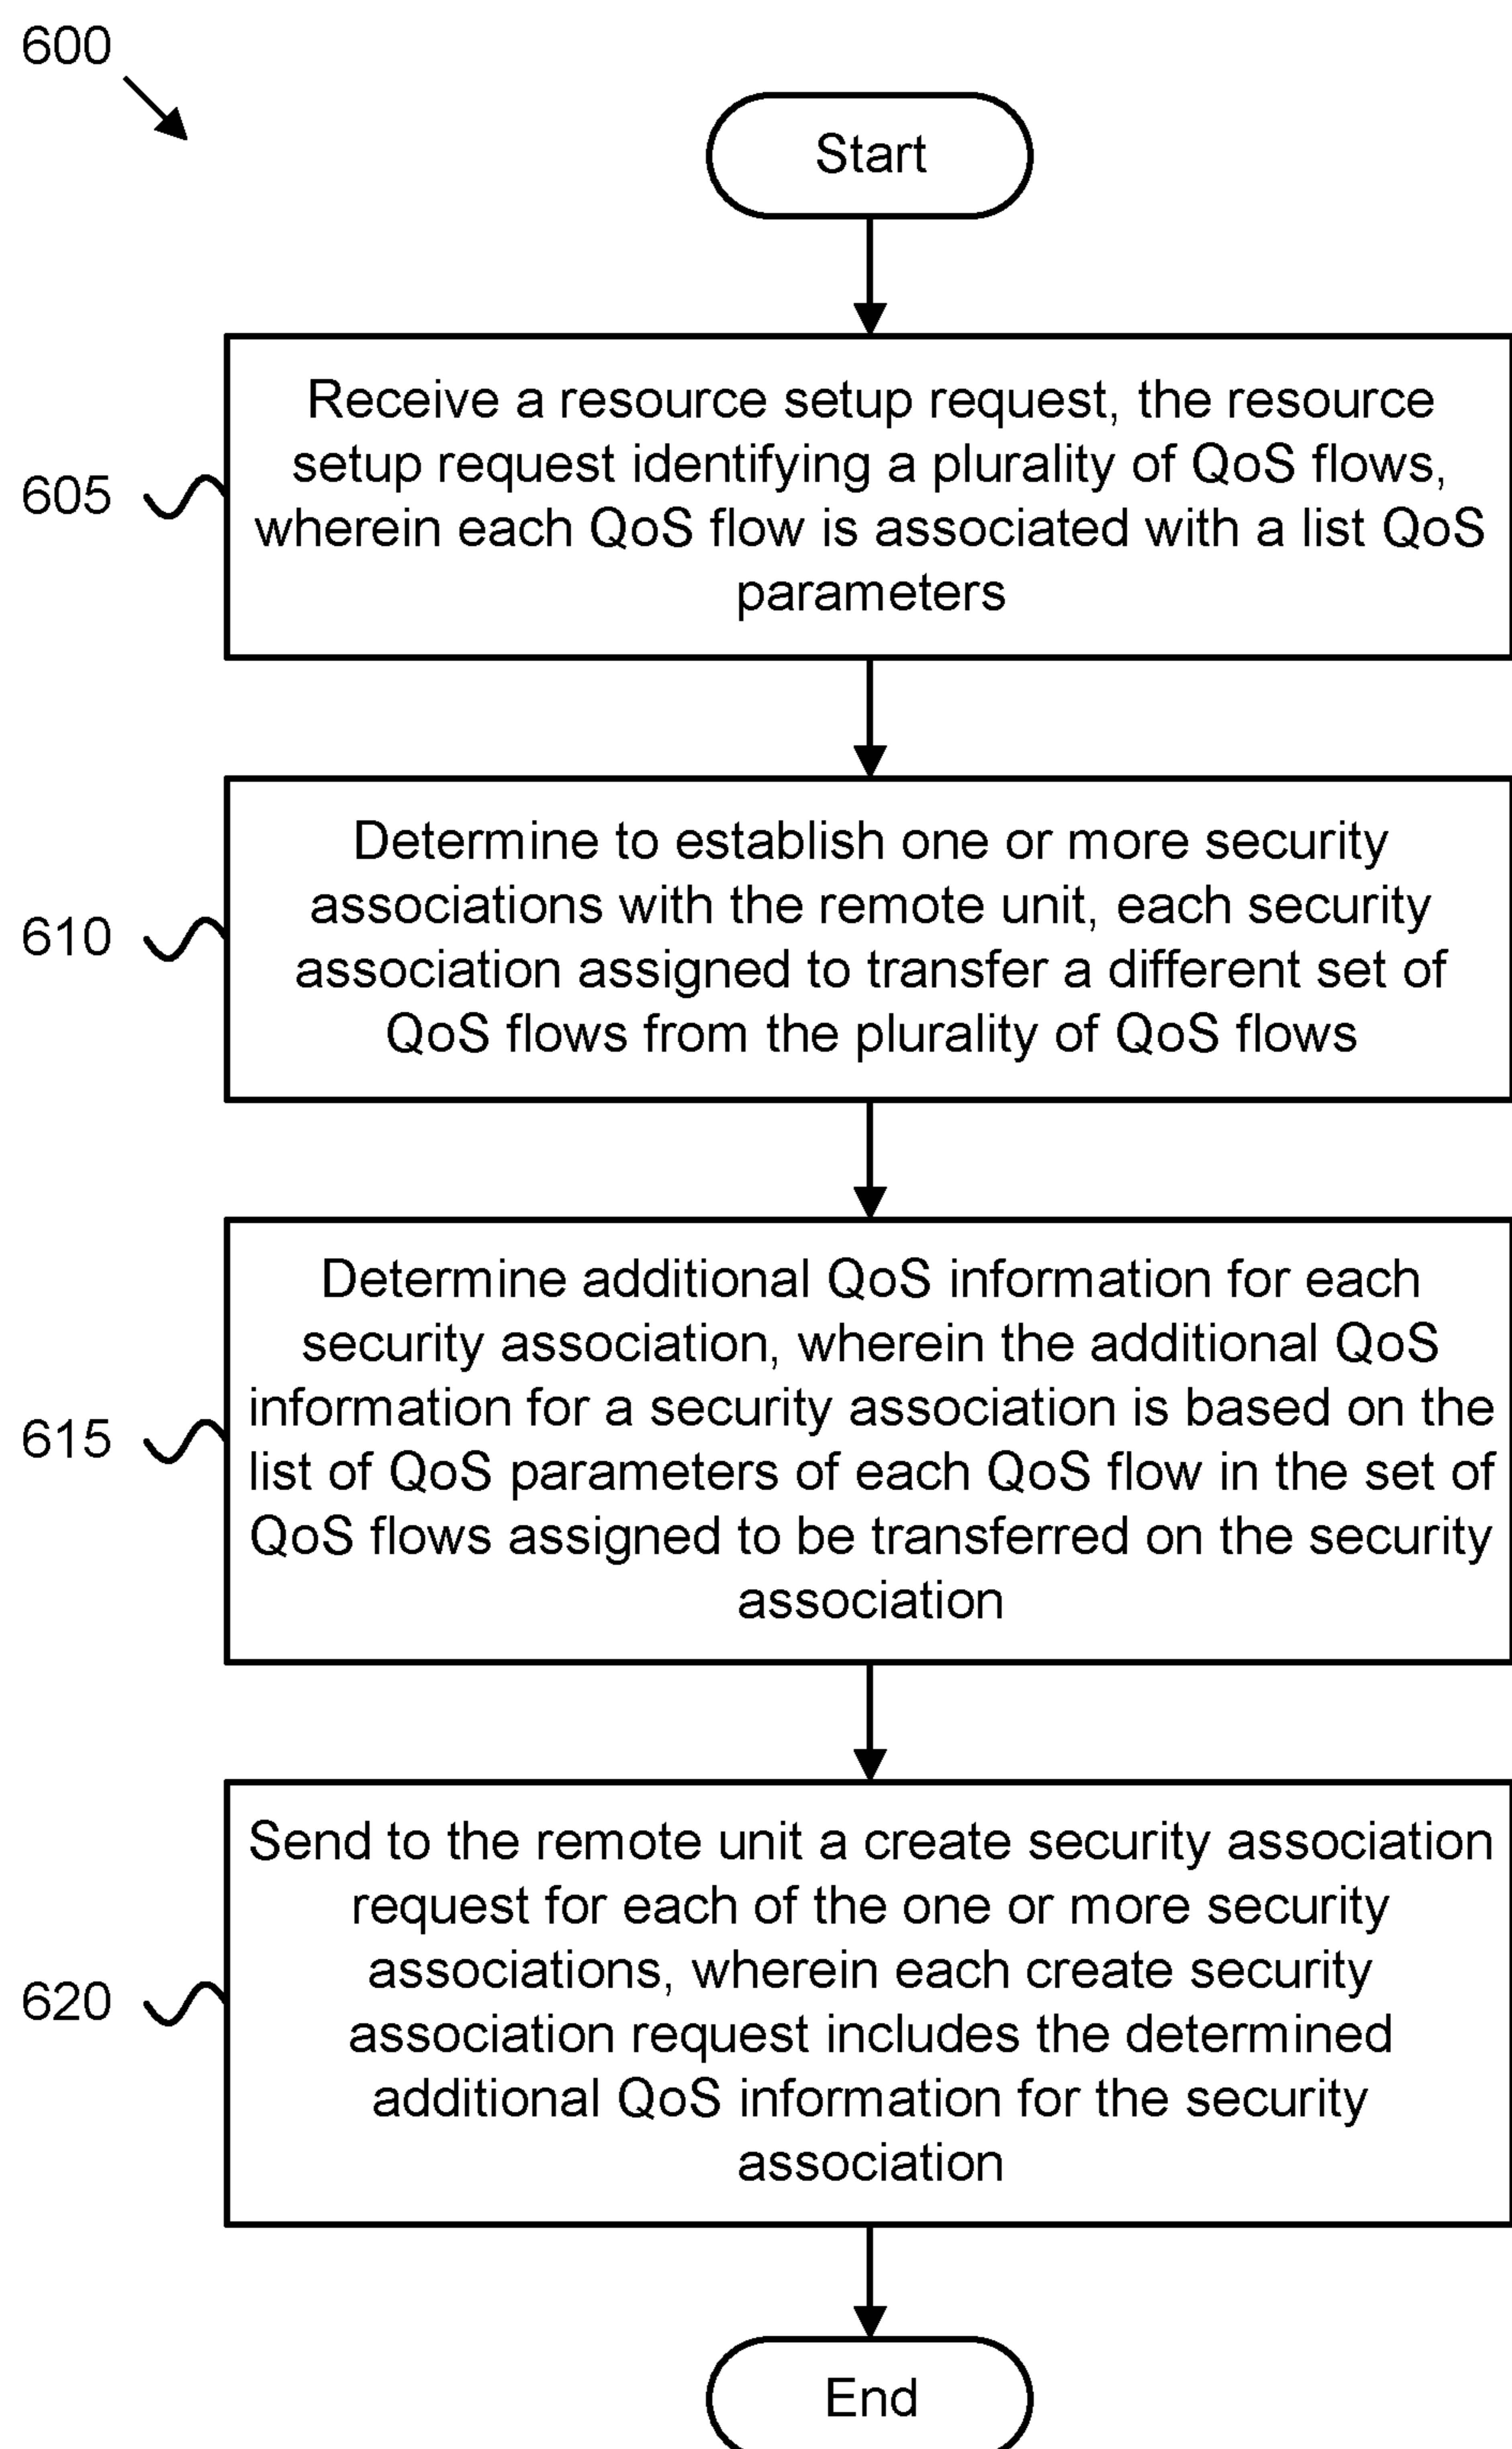 600
Start
605
Receive a resource setup request, the resource
setup request identifying a plurality of QoS flows,
wherein each QoS flow is associated with a list QoS
parameters
610
Determine to establish one or more security
associations with the remote unit, each security
association assigned to transfer a different set of
QoS flows from the plurality of QoS flows
615
Determine additional QoS information for each
security association, wherein the additional QoS
information for a security association is based on the
list of QoS parameters of each QoS flow in the set of
QoS flows assigned to be transferred on the security
association
620
Send to the remote unit a create security association
request for each of the one or more security
associations, wherein each create security
association request includes the determined
additional QoS information for the security
association
End